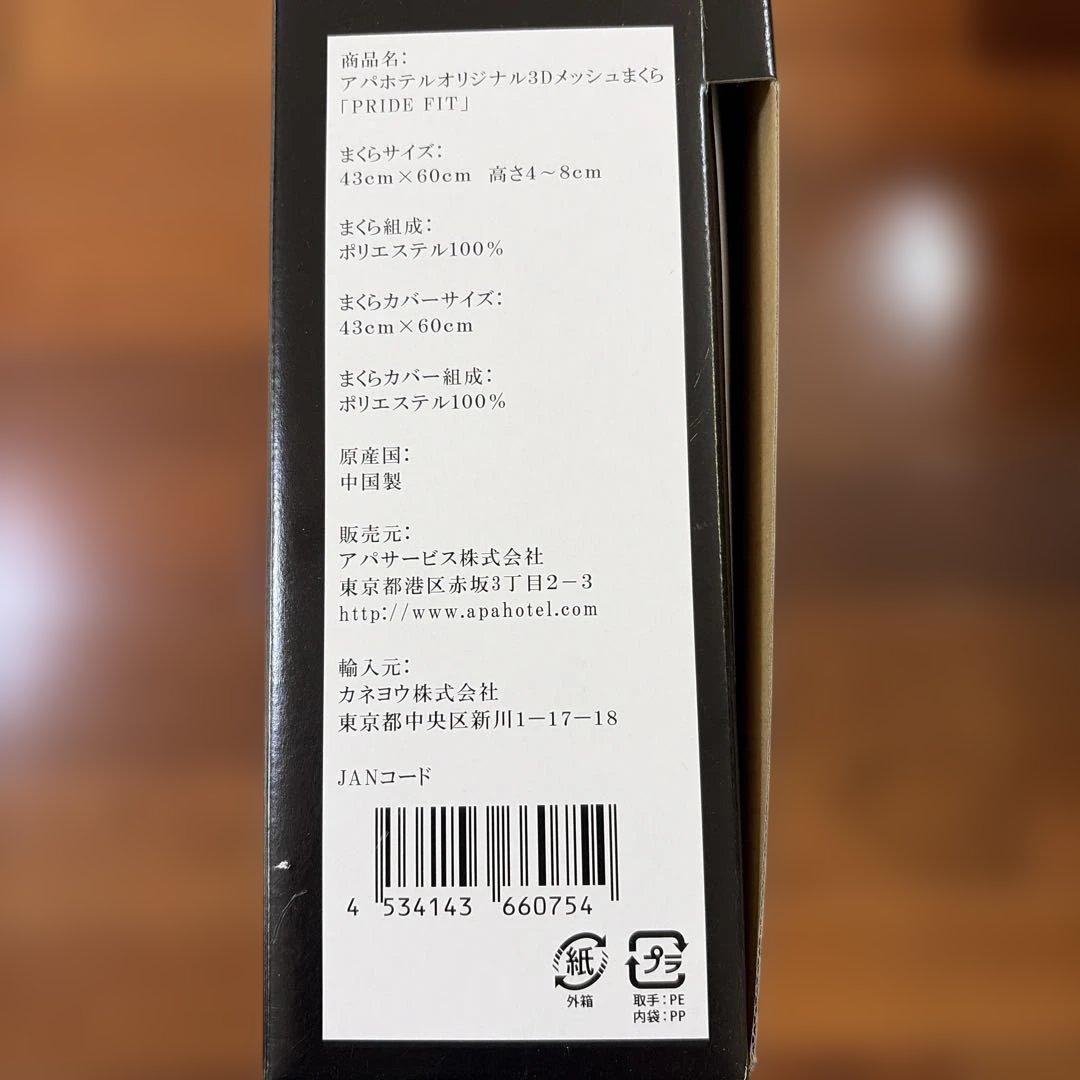 商品名：
アパホテルオリジナル3Dメッシュまくら
「PRIDE FIT」
まくらサイズ：
43cm×60cm 高さ4～8cm
まくら組成：
ポリエステル100%
まくらカバーサイズ：
43cm×60cm
まくらカバー組成：
ポリエステル100%
原産国：
中国製
販売元：
アパサービス株式会社
東京都港区赤坂3丁目2－3
http://www.apahotel.com
輸入元：
カネヨウ株式会社
東京都中央区新川1－17－18
JANコード
4 534143 660754
紙 プラ
外箱 取手：PE
内袋：PP